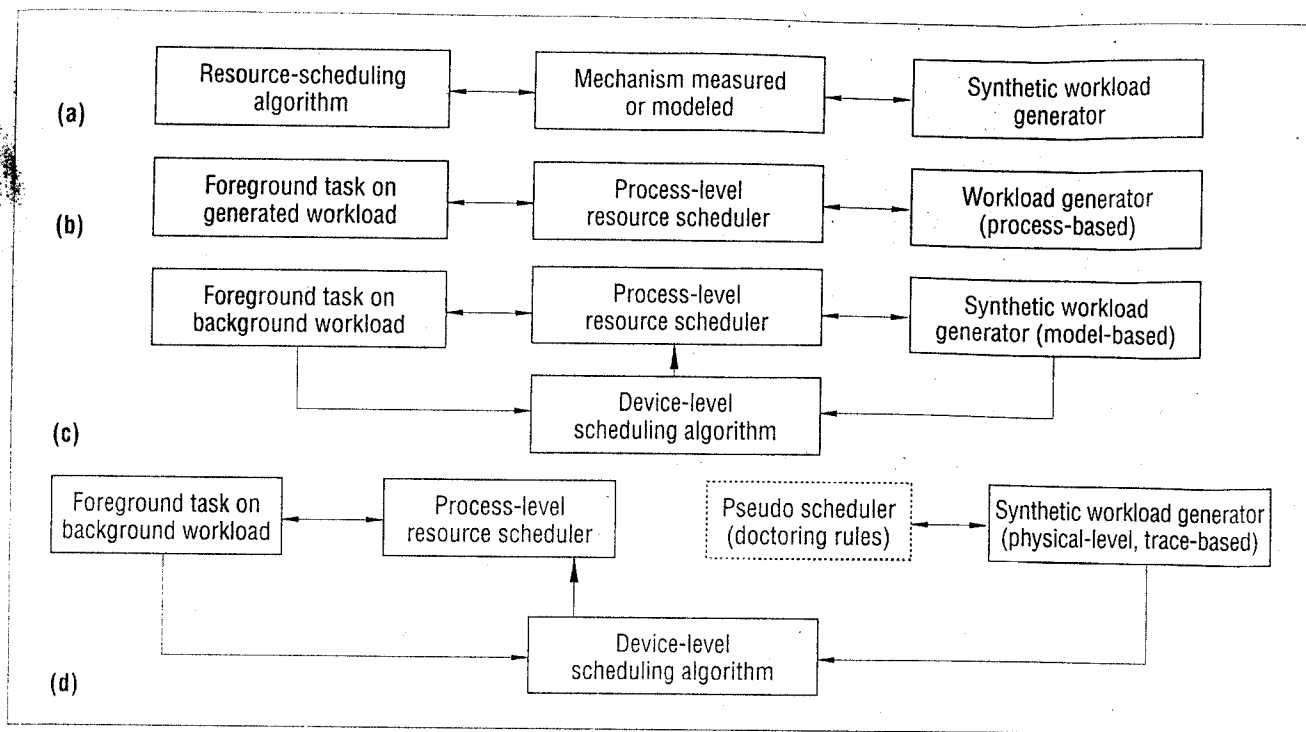 (a)
Resource-scheduling
algorithm
Mechanism measured
or modeled
Synthetic workload
generator
(b)
Foreground task on
generated workload
Process-level
resource scheduler
Workload generator
(process-based)
(c)
Foreground task on
background workload
Process-level
resource scheduler
Synthetic workload
generator (model-based)
Device-level
scheduling algorithm
(d)
Foreground task on
background workload
Process-level
resource scheduler
Pseudo scheduler
(doctoring rules)
Synthetic workload generator
(physical-level, trace-based)
Device-level
scheduling algorithm